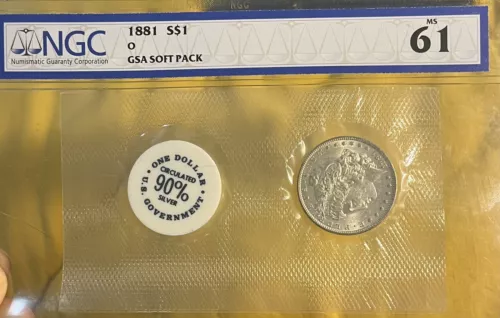 NGC
Numismatic Guaranty Corporation
1881 S$1
O
GSA SOFT PACK
MS
61
• ONE DOLLAR •
CIRCULATED
90%
SILVER
U.S. GOVERNMENT